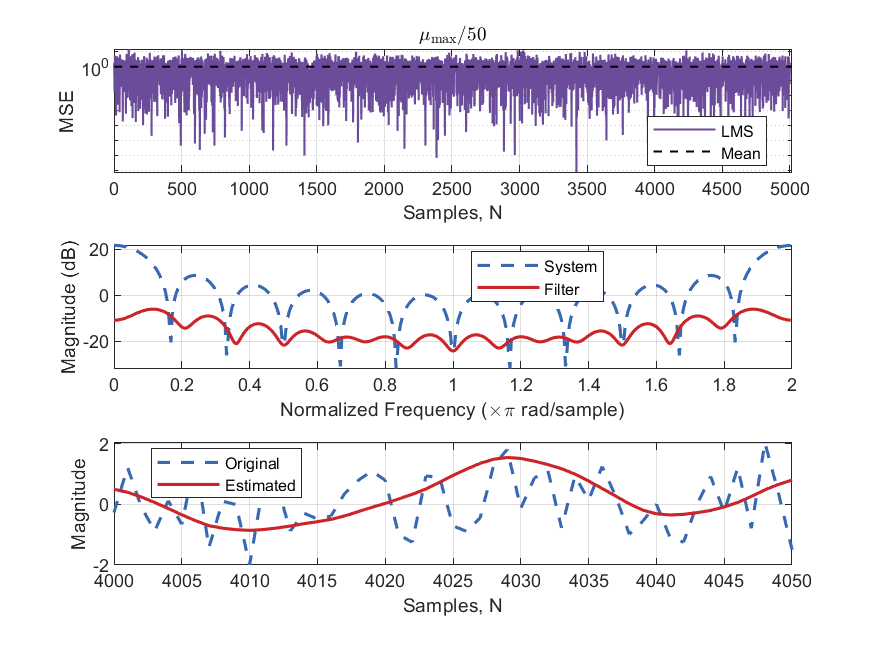 μmax/50
10^0
MSE
LMS
Mean
0 500 1000 1500 2000 2500 3000 3500 4000 4500 5000
Samples, N
20
0
-20
Magnitude (dB)
System
Filter
0 0.2 0.4 0.6 0.8 1 1.2 1.4 1.6 1.8 2
Normalized Frequency (×π rad/sample)
2
0
-2
Magnitude
Original
Estimated
4000 4005 4010 4015 4020 4025 4030 4035 4040 4045 4050
Samples, N